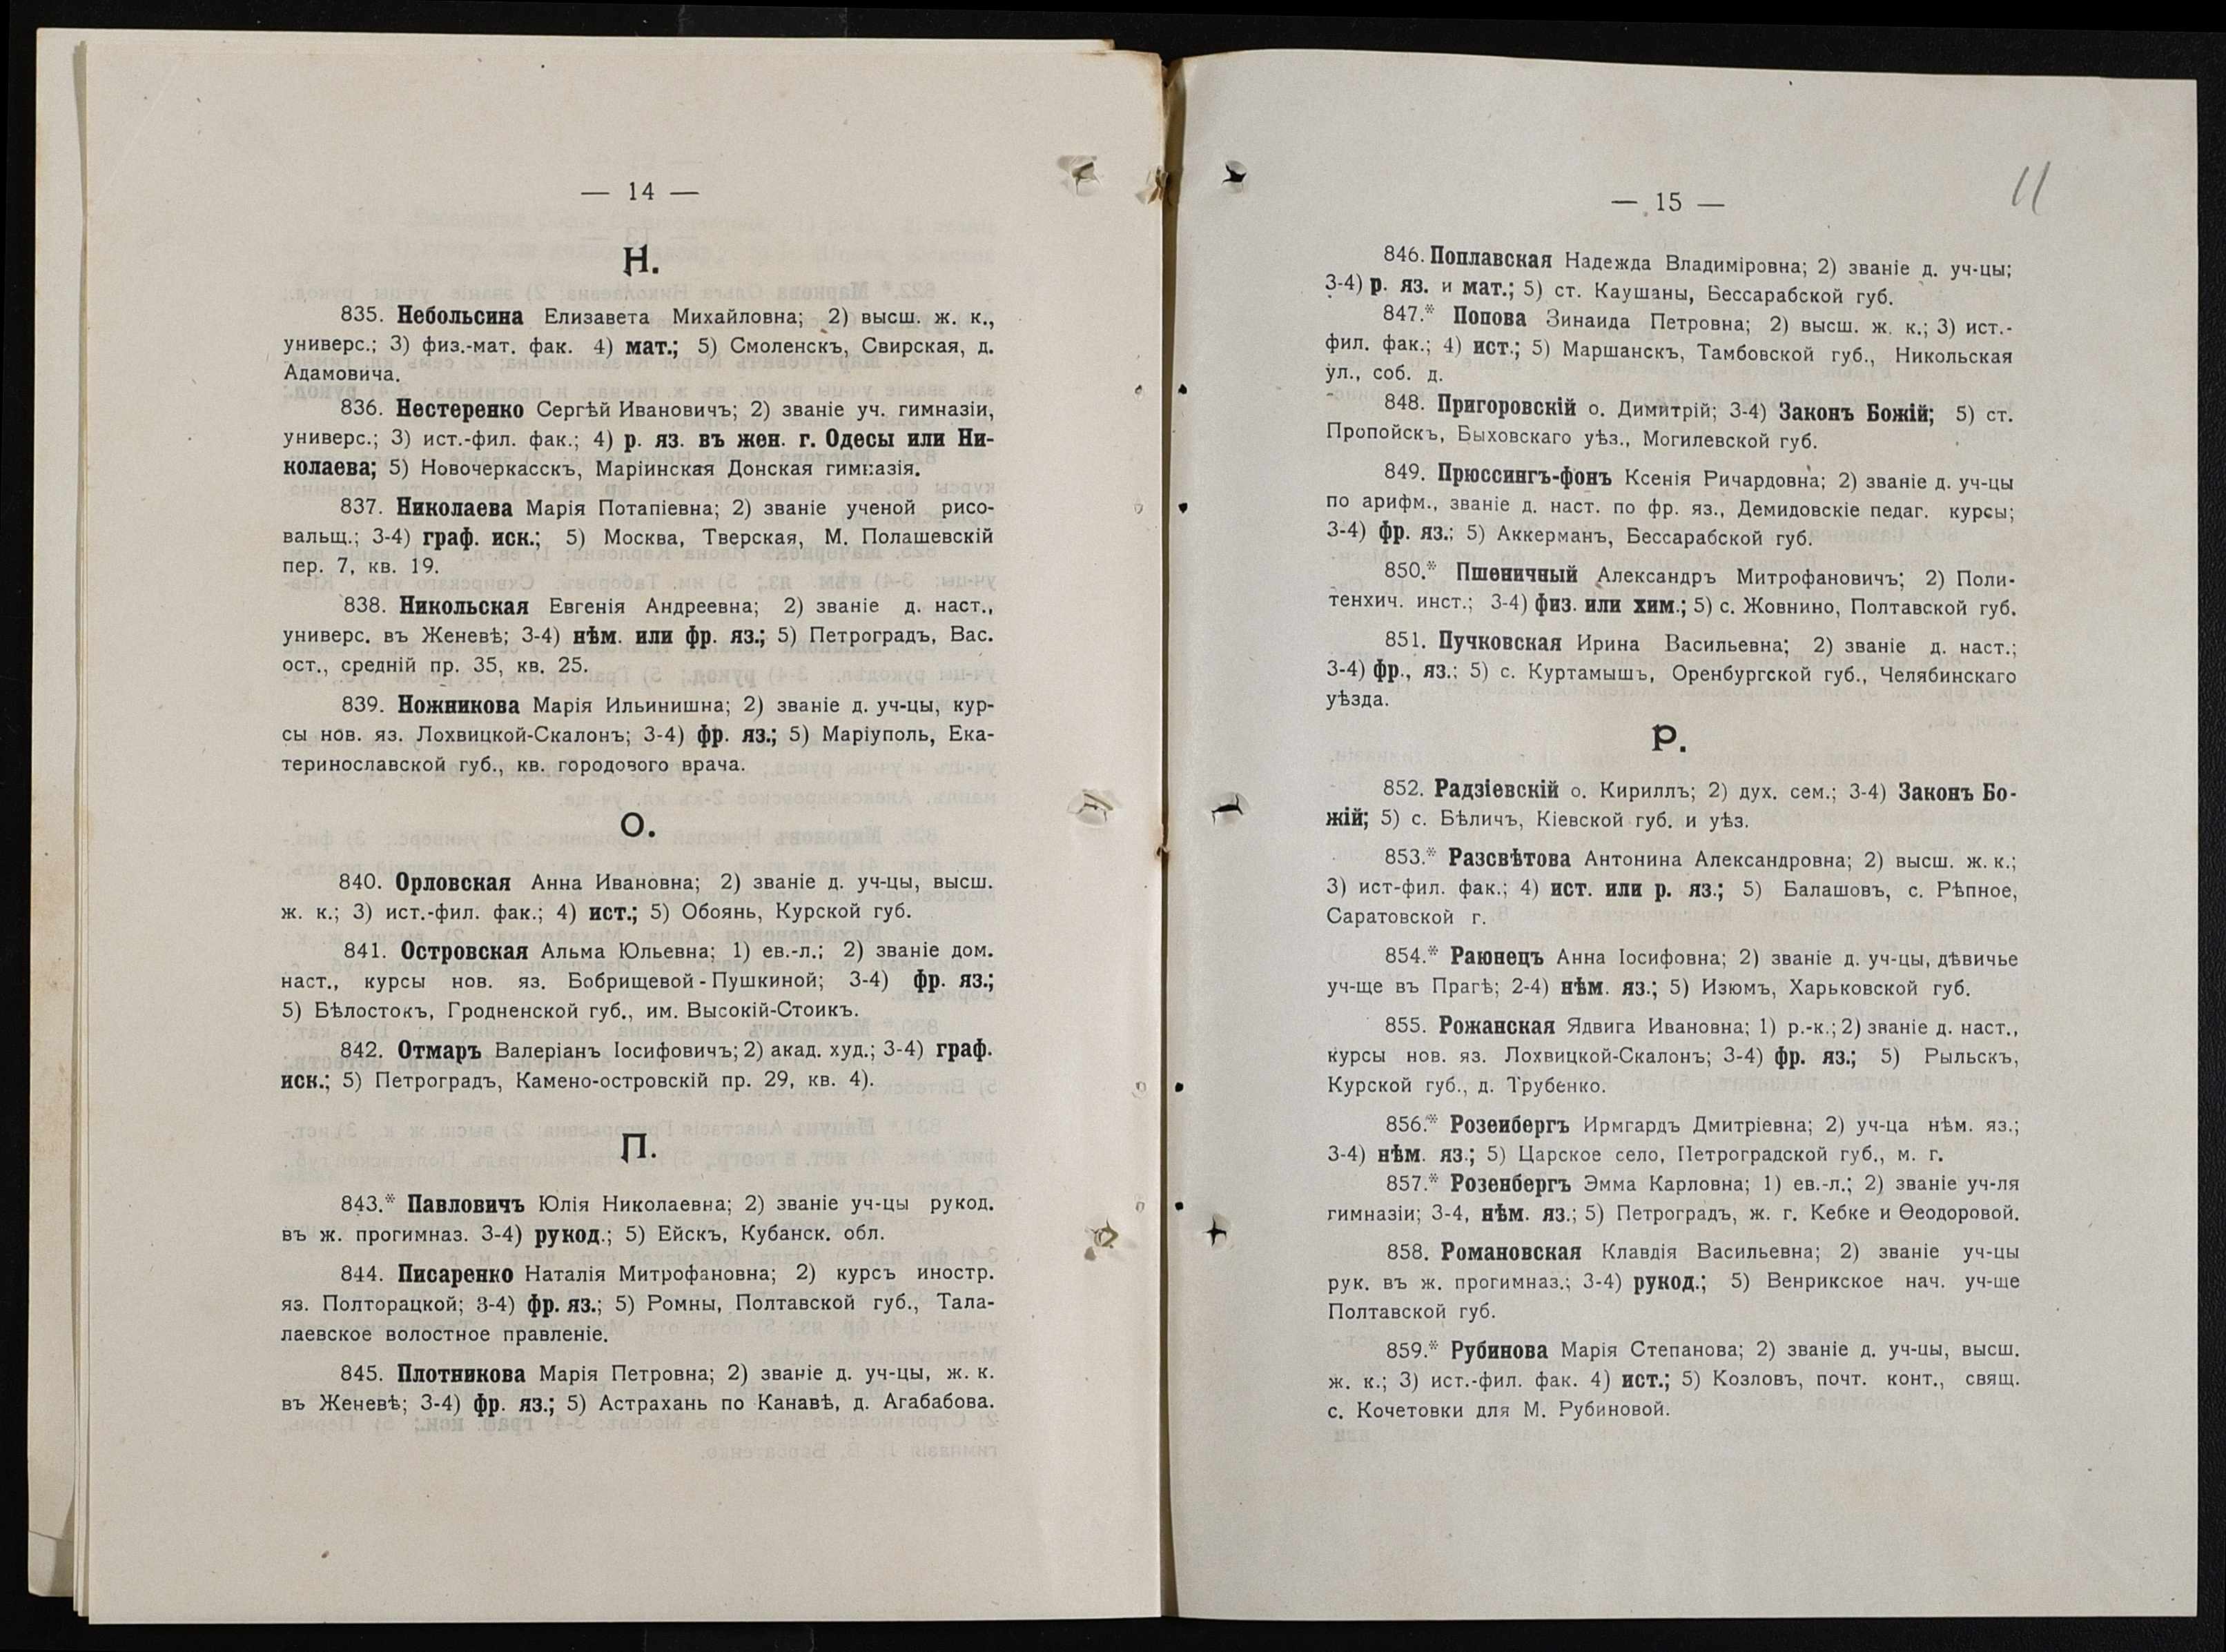 — 14 —
Н.
835. Небольсина Елизавета Михайловна; 2) высш. ж. к.,
универс.; 3) физ.-мат. фак. 4) мат.; 5) Смоленскъ, Свирская, д.
Адамовича.
836. Нестеренко Сергѣй Ивановичъ; 2) званіе уч. гимназіи,
универс.; 3) ист.-фил. фак.; 4) р. яз. въ жен. г. Одесы или Ни-
колаева; 5) Новочеркасскъ, Маріинская Донская гимназія.
837. Николаева Марія Потапіевна; 2) званіе ученой рисо-
вальщ.; 3-4) граф. иск.; 5) Москва, Тверская, М. Полашевскій
пер. 7, кв. 19.
838. Никольская Евгенія Андреевна; 2) званіе д. наст.,
универс. въ Женевѣ; 3-4) нѣм. или фр. яз.; 5) Петроградъ, Вас.
ост., средній пр. 35, кв. 25.
839. Ножникова Марія Ильинишна; 2) званіе д. уч-цы, кур-
сы нов. яз. Лохвицкой-Скалонъ; 3-4) фр. яз.; 5) Маріуполь, Ека-
теринославской губ., кв. городового врача.
О.
840. Орловская Анна Ивановна; 2) званіе д. уч-цы, высш.
ж. к.; 3) ист.-фил. фак.; 4) ист.; 5) Обоянь, Курской губ.
841. Островская Альма Юльевна; 1) ев.-л.; 2) званіе дом.
наст., курсы нов. яз. Бобрищевой-Пушкиной; 3-4) фр. яз.;
5) Бѣлостокъ, Гродненской губ., им. Высокій-Стоикъ.
842. Отмаръ Валеріанъ Іосифовичъ; 2) акад. худ.; 3-4) граф.
иск.; 5) Петроградъ, Камено-островскій пр. 29, кв. 4).
П.
843.* Павловичъ Юлія Николаевна; 2) званіе уч-цы рукод.
въ ж. прогимназ. 3-4) рукод.; 5) Ейскъ, Кубанск. обл.
844. Писаренко Наталія Митрофановна; 2) курсъ иностр.
яз. Полторацкой; 3-4) фр. яз.; 5) Ромны, Полтавской губ., Тала-
лаевское волостное правленіе.
845. Плотникова Марія Петровна; 2) званіе д. уч-цы, ж. к.
въ Женевѣ; 3-4) фр. яз.; 5) Астрахань по Канавѣ, д. Агабабова.
— 15 —
11
846. Поплавская Надежда Владиміровна; 2) званіе д. уч-цы;
3-4) р. яз. и мат.; 5) ст. Каушаны, Бессарабской губ.
847.* Попова Зинаида Петровна; 2) высш. ж. к.; 3) ист.-
фил. фак.; 4) ист.; 5) Маршанскъ, Тамбовской губ., Никольская
ул., соб. д.
848. Пригоровскій о. Димитрій; 3-4) Законъ Божій; 5) ст.
Пропойскъ, Быховскаго уѣз., Могилевской губ.
849. Прюссингъ-фонъ Ксенія Ричардовна; 2) званіе д. уч-цы
по арифм., званіе д. наст. по фр. яз., Демидовскіе педаг. курсы;
3-4) фр. яз.; 5) Аккерманъ, Бессарабской губ.
850.* Пшеничный Александръ Митрофановичъ; 2) Поли-
тенхич. инст.; 3-4) физ. или хим.; 5) с. Жовнино, Полтавской губ.
851. Пучковская Ирина Васильевна; 2) званіе д. наст.;
3-4) фр., яз.; 5) с. Куртамышъ, Оренбургской губ., Челябинскаго
уѣзда.
Р.
852. Радзіевскій о. Кириллъ; 2) дух. сем.; 3-4) Законъ Бо-
жій; 5) с. Бѣличъ, Кіевской губ. и уѣз.
853.* Разсвѣтова Антонина Александровна; 2) высш. ж. к.;
3) ист-фил. фак.; 4) ист. или р. яз.; 5) Балашовъ, с. Рѣпное,
Саратовской г.
854.* Раюнецъ Анна Іосифовна; 2) званіе д. уч-цы, дѣвичье
уч-ще въ Прагѣ; 2-4) нѣм. яз.; 5) Изюмъ, Харьковской губ.
855. Рожанская Ядвига Ивановна; 1) р.-к.; 2) званіе д. наст.,
курсы нов. яз. Лохвицкой-Скалонъ; 3-4) фр. яз.; 5) Рыльскъ,
Курской губ., д. Трубенко.
856.* Розенбергъ Ирмгардъ Дмитріевна; 2) уч-ца нѣм. яз.;
3-4) нѣм. яз.; 5) Царское село, Петроградской губ., м. г.
857.* Розенбергъ Эмма Карловна; 1) ев.-л.; 2) званіе уч-ля
гимназіи; 3-4, нѣм. яз.; 5) Петроградъ, ж. г. Кебке и Ѳеодоровой.
858. Романовская Клавдія Васильевна; 2) званіе уч-цы
рук. въ ж. прогимназ.; 3-4) рукод.; 5) Венрикское нач. уч-ще
Полтавской губ.
859.* Рубинова Марія Степанова; 2) званіе д. уч-цы, высш.
ж. к.; 3) ист.-фил. фак. 4) ист.; 5) Козловъ, почт. конт., свящ.
с. Кочетовки для М. Рубиновой.